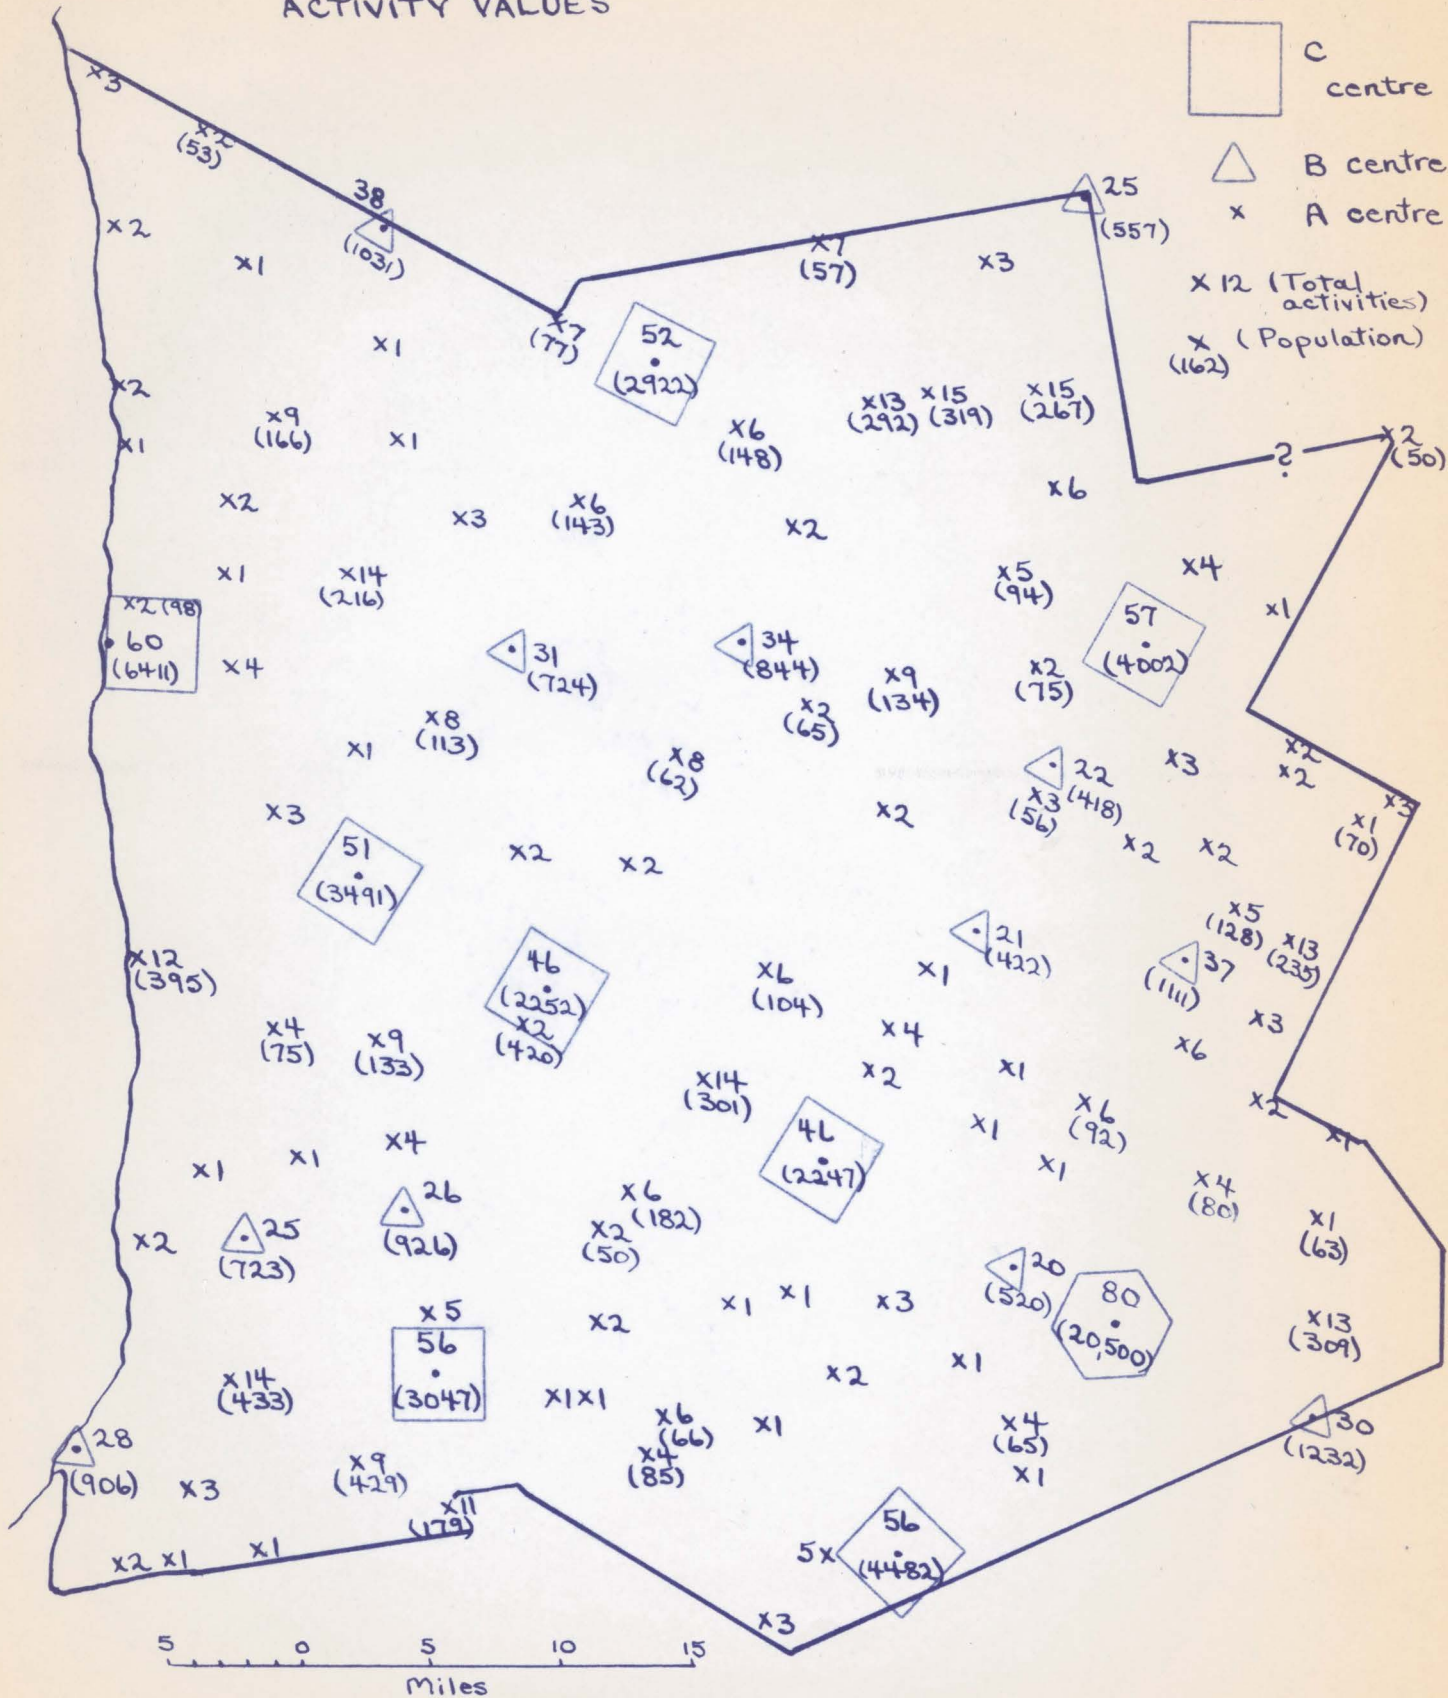 ACTIVITY VALUES
C
centre
B centre
x A centre
x 12 (Total
activities)
x (Population)
(162)
x3
x2
(53)
38
(1031)
25
(557)
x2
x1
x7
(57)
x3
x7
(77)
52
(2922)
x1
x2
x9
(166)
x1
x1
x6
(148)
x13
(292)
x15
(319)
x15
(267)
x2
(50)
?
x6
x2
x3
x6
(143)
x2
x1
x14
(216)
x5
(94)
x4
x1
x2 (98)
60
(6411)
x4
31
(724)
34
(844)
57
(4002)
x9
(134)
x2
(75)
x2
(65)
x8
(113)
x1
x8
(62)
22
(418)
x3
(56)
x3
x2
x2
x3
x1
(70)
x3
x2
x2
x2
x2
x2
51
(3491)
x5
(128)
x13
(235)
21
(422)
37
(1111)
x12
(395)
46
(2252)
x2
(420)
x6
(104)
x1
x4
x3
x6
x4
(75)
x9
(133)
x2
x1
x14
(301)
x6
(92)
x2
x1
x1
x1
46
(2247)
x4
x1
x1
x4
(80)
x1
(63)
26
(926)
25
(723)
x2
x6
(182)
x2
(50)
20
(520)
80
(20,500)
x5
56
(3047)
x2
x1
x1
x3
x13
(309)
x14
(433)
x1x1
x2
x1
x6
(66)
x4
(85)
x1
x4
(65)
x1
30
(1232)
28
(906)
x3
x9
(429)
x11
(179)
x2 x1
x1
5x
56
(4482)
x3
5 0 5 10 15
Miles